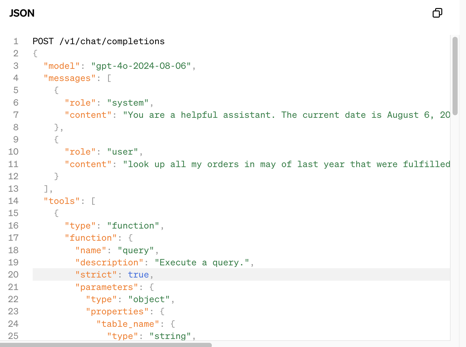 JSON
1 POST /v1/chat/completions
2 {
3 "model": "gpt-4o-2024-08-06",
4 "messages": [
5 {
6 "role": "system",
7 "content": "You are a helpful assistant. The current date is August 6, 20
8 },
9 {
10 "role": "user",
11 "content": "look up all my orders in may of last year that were fulfilled
12 }
13 ],
14 "tools": [
15 {
16 "type": "function",
17 "function": {
18 "name": "query",
19 "description": "Execute a query.",
20 "strict": true,
21 "parameters": {
22 "type": "object",
23 "properties": {
24 "table_name": {
25 "type": "string",